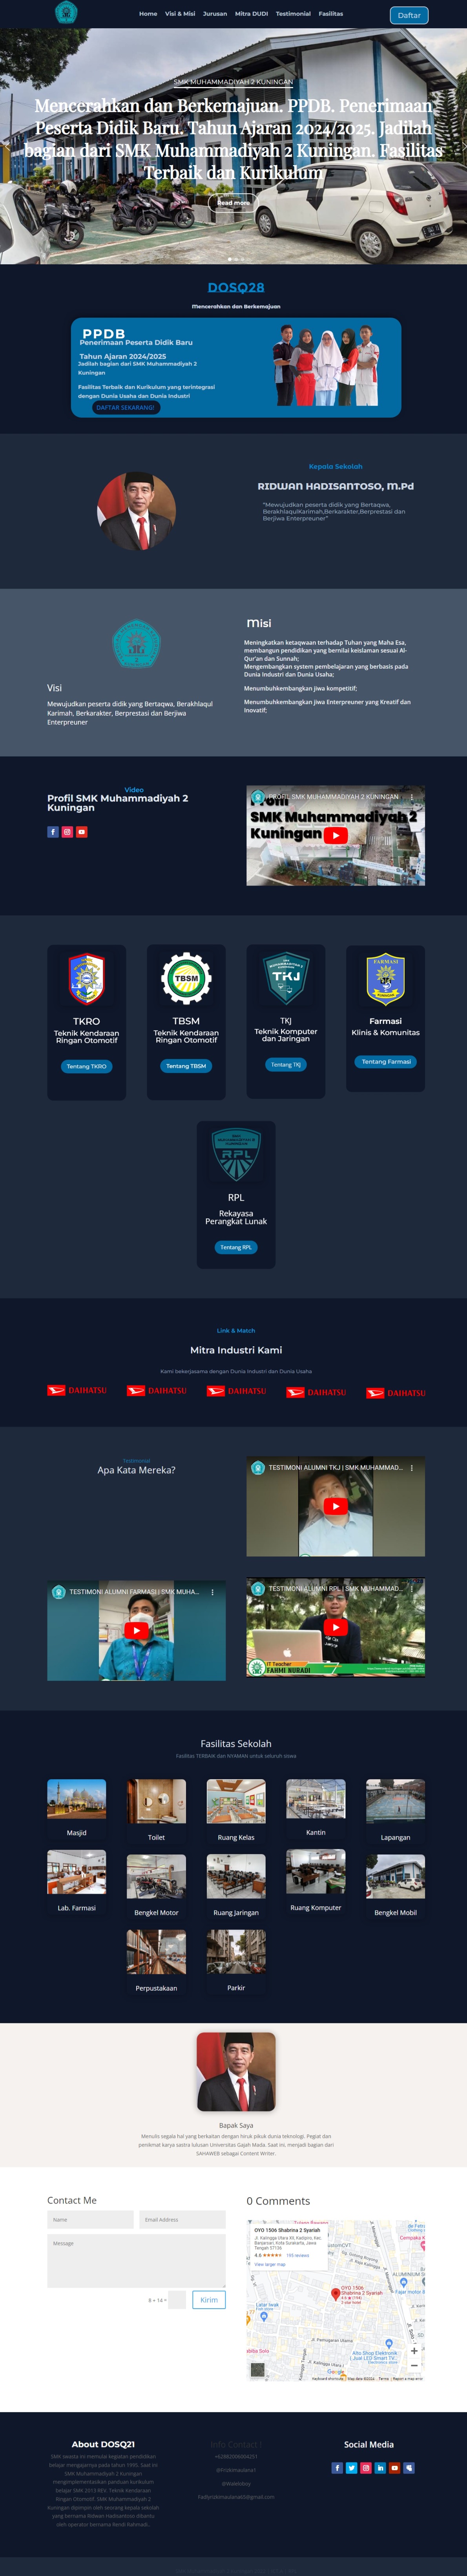 Home
Visi & Misi
Jurusan
Mitra DUDI
Testimonial
Fasilitas
Daftar
SMK MUHAMMADIYAH 2 KUNINGAN
Mencerahkan dan Berkemajuan. PPDB. Penerimaan
Peserta Didik Baru. Tahun Ajaran 2024/2025. Jadilah
bagian dari SMK Muhammadiyah 2 Kuningan. Fasilitas
Terbaik dan Kurikulum
Read more
DOSQ28
Mencerahkan dan Berkemajuan
PPDB
Penerimaan Peserta Didik Baru
Tahun Ajaran 2024/2025
Jadilah bagian dari SMK Muhammadiyah 2
Kuningan
Fasilitas Terbaik dan Kurikulum yang terintegrasi
dengan Dunia Usaha dan Dunia Industri
DAFTAR SEKARANG!
Kepala Sekolah
RIDWAN HADISANTOSO, M.Pd
"Mewujudkan peserta didik yang Bertaqwa,
BerakhlaqulKarimah,Berkarakter,Berprestasi dan
Berjiwa Enterpreuner"
Visi
Mewujudkan peserta didik yang Bertaqwa, Berakhlaqul
Karimah, Berkarakter, Berprestasi dan Berjiwa
Enterpreuner
Misi
Meningkatkan ketaqwaan terhadap Tuhan yang Maha Esa,
membangun pendidikan yang bernilai keislaman sesuai Al-
Qur'an dan Sunnah;
Mengembangkan system pembelajaran yang berbasis pada
Dunia Industri dan Dunia Usaha;
Menumbuhkembangkan Jiwa kompetitif;
Menumbuhkembangkan Jiwa Enterpreuner yang Kreatif dan
Inovatif;
Video
Profil SMK Muhammadiyah 2
Kuningan
PROFIL SMK MUHAMMADIYAH 2 KUNINGAN
Profil
SMK Muhammadiyah 2
Kuningan
TKRO
Teknik Kendaraan
Ringan Otomotif
Tentang TKRO
TBSM
TBSM
Teknik Kendaraan
Ringan Otomotif
Tentang TBSM
TKJ
TKJ
Teknik Komputer
dan Jaringan
Tentang TKJ
FARMASI
Farmasi
Klinis & Komunitas
Tentang Farmasi
RPL
RPL
Rekayasa
Perangkat Lunak
Tentang RPL
Link & Match
Mitra Industri Kami
Kami bekerjasama dengan Dunia Industri dan Dunia Usaha
DAIHATSU
DAIHATSU
DAIHATSU
DAIHATSU
DAIHATSU
Testimonial
Apa Kata Mereka?
TESTIMONI ALUMNI TKJ | SMK MUHAMMAD...
TESTIMONI ALUMNI FARMASI | SMK MUHA...
TESTIMONI ALUMNI RPL | SMK MUHAMMAD...
IT Teacher
FAHMI NURADI
Fasilitas Sekolah
Fasilitas TERBAIK dan NYAMAN untuk seluruh siswa
Masjid
Toilet
Ruang Kelas
Kantin
Lapangan
Lab. Farmasi
Bengkel Motor
Ruang Jaringan
Ruang Komputer
Bengkel Mobil
Perpustakaan
Parkir
Bapak Saya
Menulis segala hal yang berkaitan dengan hiruk pikuk dunia teknologi. Pegiat dan
penikmat karya sastra lulusan Universitas Gajah Mada. Saat ini, menjadi bagian dari
SAHAWEB sebagai Content Writer.
Contact Me
Name
Email Address
Message
8 + 14 =
Kirim
0 Comments
OYO 1506 Shabrina 2 Syariah
View larger map
OYO 1506
Shabrina 2 Syariah
Google
About DOSQ21
Info Contact :
@Wakeisboy
Social Media